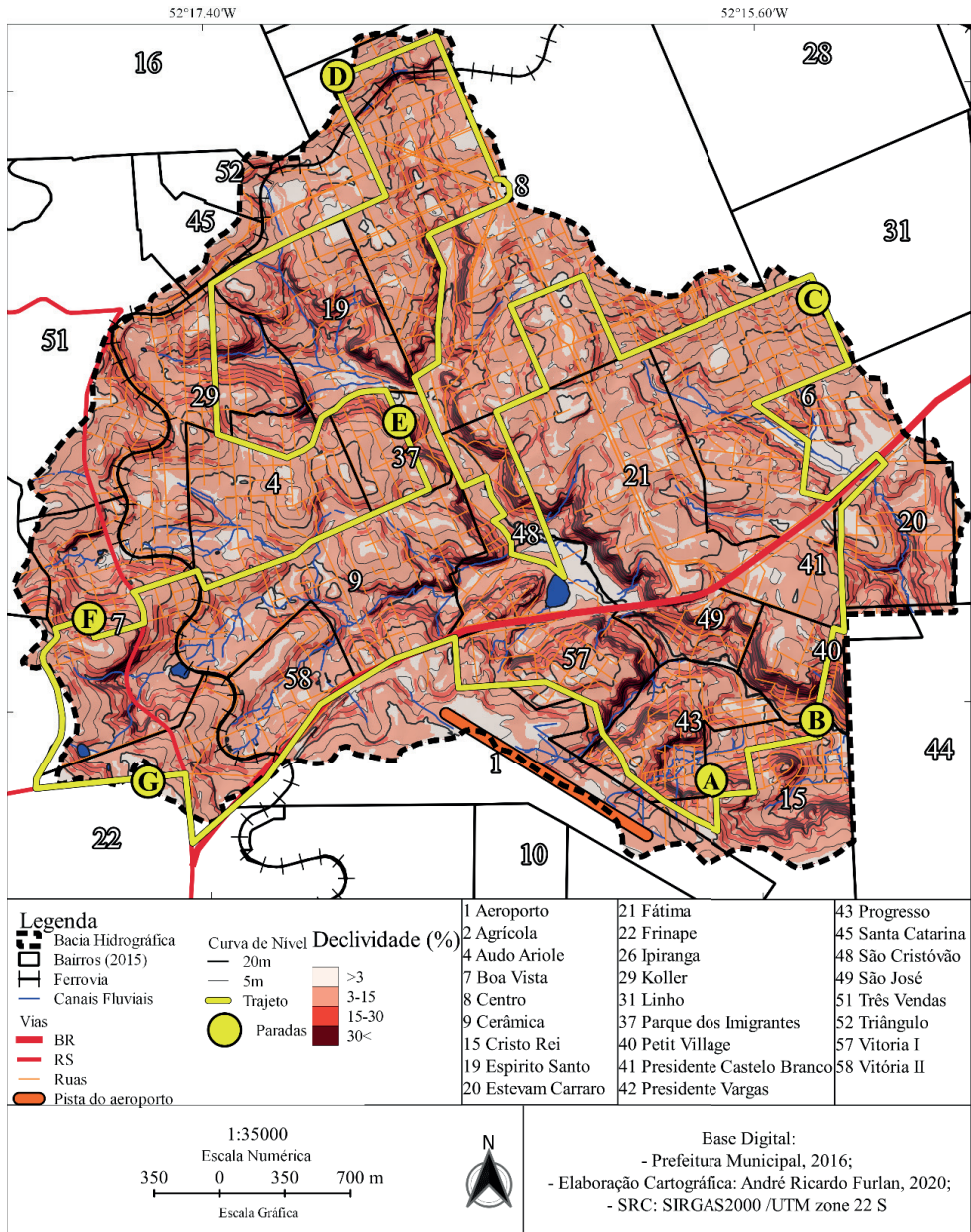 52°17.40'W
52°15.60'W
16
28
D
52
8
45
31
19
C
51
6
29
E
37
4
21
20
48
41
9
F
7
49
40
57
58
43
B
1
A
44
G
15
22
10
Legenda
Bacia Hidrográfica
Bairros (2015)
Ferrovia
Canais Fluviais
Vias
BR
RS
Ruas
Pista do aeroporto
Curva de Nível
20m
5m
Trajeto
Paradas
Declividade (%)
>3
3-15
15-30
30<
1 Aeroporto
2 Agrícola
4 Audo Ariole
7 Boa Vista
8 Centro
9 Cerâmica
15 Cristo Rei
19 Espirito Santo
20 Estevam Carraro
21 Fátima
22 Frinape
26 Ipiranga
29 Koller
31 Linho
37 Parque dos Imigrantes
40 Petit Village
41 Presidente Castelo Branco
42 Presidente Vargas
43 Progresso
45 Santa Catarina
48 São Cristóvão
49 São José
51 Três Vendas
52 Triângulo
57 Vitoria I
58 Vitória II
1:35000
Escala Numérica
350 0 350 700 m
Escala Gráfica
N
Base Digital:
- Prefeitura Municipal, 2016;
- Elaboração Cartográfica: André Ricardo Furlan, 2020;
- SRC: SIRGAS2000 /UTM zone 22 S